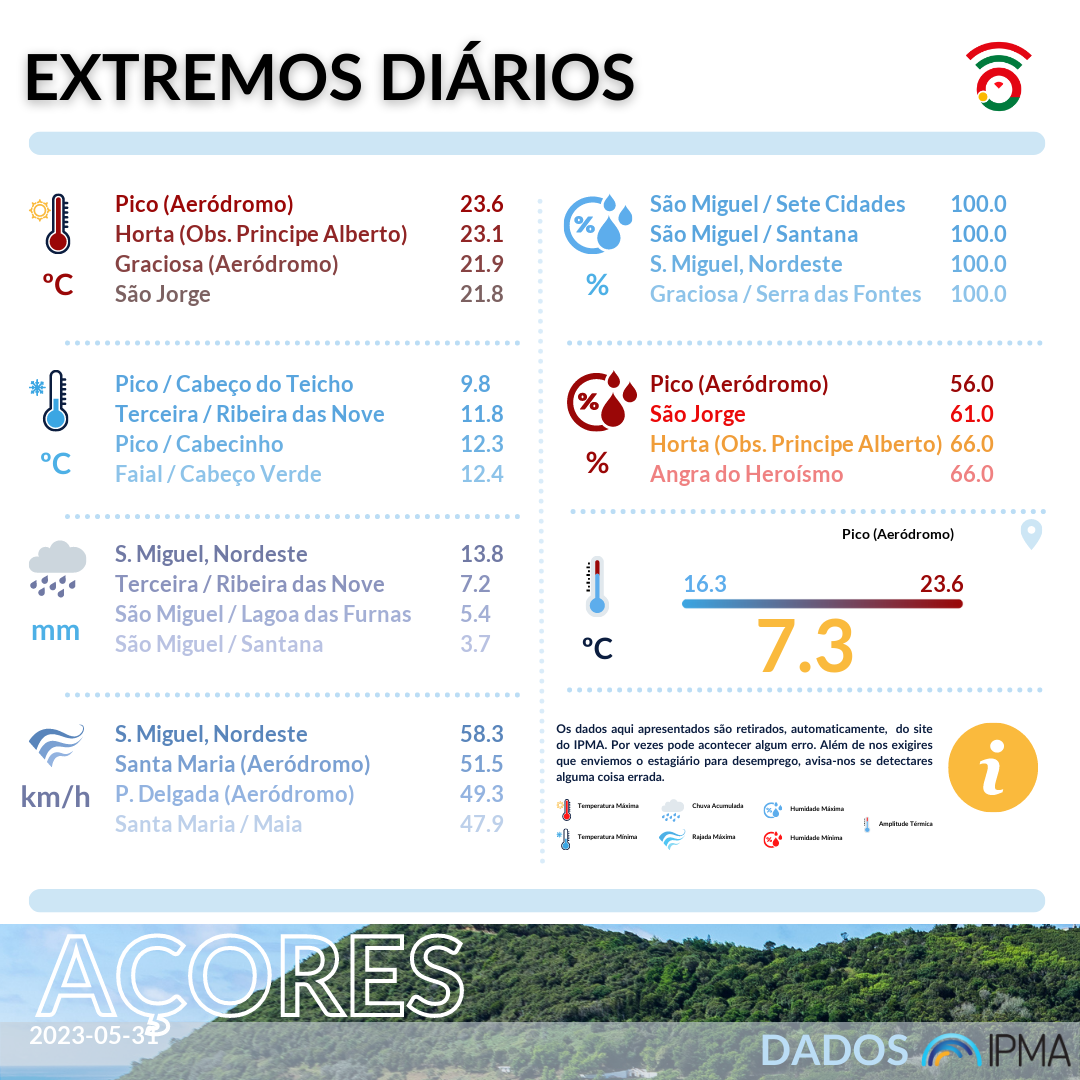 EXTREMOS DIÁRIOS
Pico (Aeródromo) 23.6
Horta (Obs. Principe Alberto) 23.1
Graciosa (Aeródromo) 21.9
São Jorge 21.8
ºC
Pico / Cabeço do Teicho 9.8
Terceira / Ribeira das Nove 11.8
Pico / Cabecinho 12.3
Faial / Cabeço Verde 12.4
ºC
S. Miguel, Nordeste 13.8
Terceira / Ribeira das Nove 7.2
São Miguel / Lagoa das Furnas 5.4
São Miguel / Santana 3.7
mm
S. Miguel, Nordeste 58.3
Santa Maria (Aeródromo) 51.5
P. Delgada (Aeródromo) 49.3
Santa Maria / Maia 47.9
km/h
%
São Miguel / Sete Cidades 100.0
São Miguel / Santana 100.0
S. Miguel, Nordeste 100.0
Graciosa / Serra das Fontes 100.0
%
%
Pico (Aeródromo) 56.0
São Jorge 61.0
Horta (Obs. Principe Alberto) 66.0
Angra do Heroísmo 66.0
%
Pico (Aeródromo)
16.3 23.6
7.3
ºC
Os dados aqui apresentados são retirados, automaticamente, do site
do IPMA. Por vezes pode acontecer algum erro. Além de nos exigires
que enviemos o estagiário para desemprego, avisa-nos se detectares
alguma coisa errada.
i
Temperatura Máxima
Chuva Acumulada
Humidade Máxima
Amplitude Térmica
Temperatura Mínima
Rajada Máxima
Humidade Mínima
AÇORES
2023-05-31
DADOS IPMA